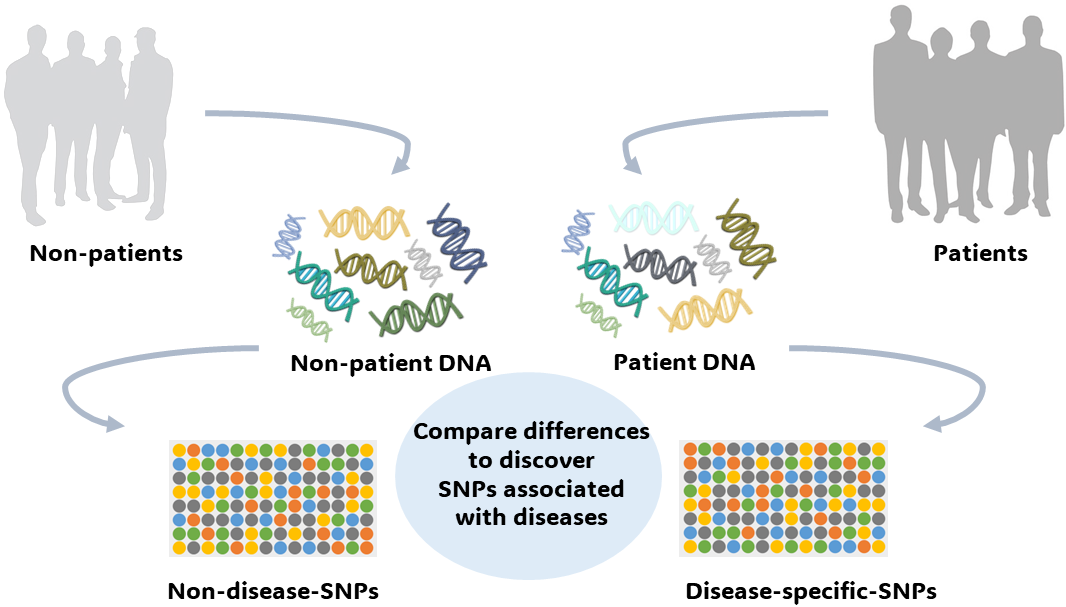 Non-patients
Patients
Non-patient DNA
Patient DNA
Compare differences
to discover
SNPs associated
with diseases
Non-disease-SNPs
Disease-specific-SNPs